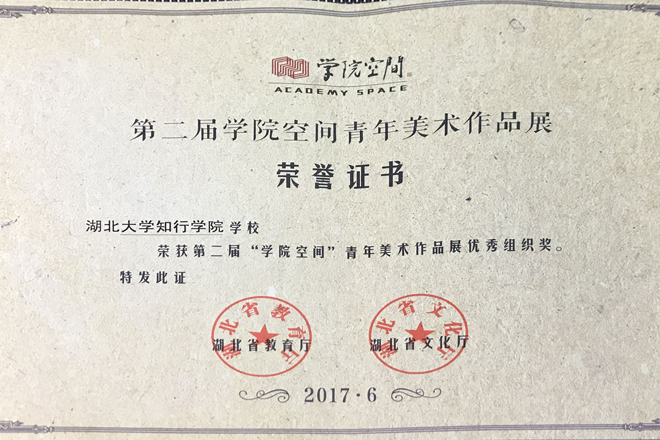 学院空間
ACADEMY SPACE
第二届学院空间青年美术作品展
荣誉证书
湖北大学知行学院 学校
荣获第二届“学院空间”青年美术作品展优秀组织奖。
特发此证
湖北省教育厅
湖北省教育厅
湖北省文化厅
湖北省文化厅
2017·6